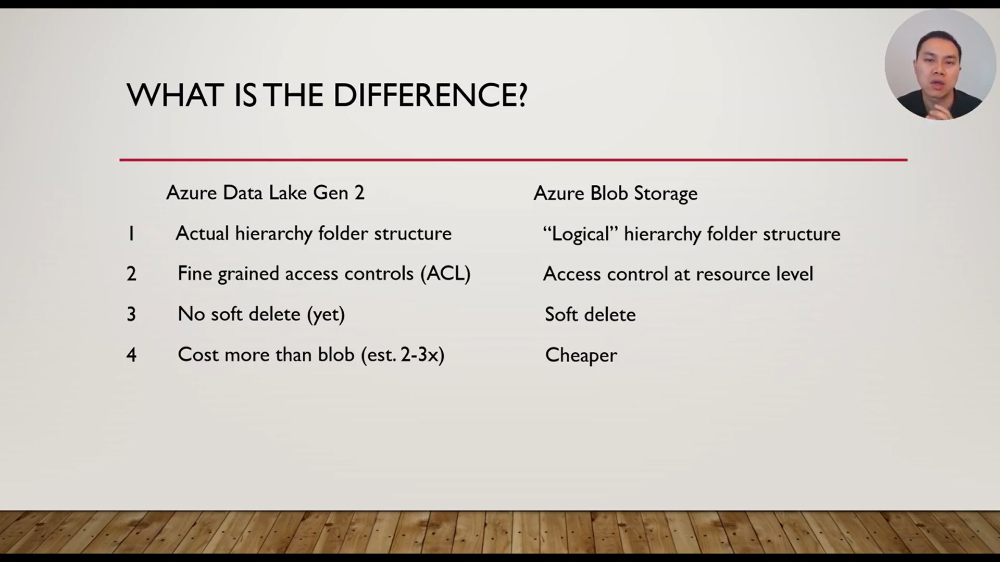 WHAT IS THE DIFFERENCE?
Azure Data Lake Gen 2 Azure Blob Storage
1 Actual hierarchy folder structure “Logical” hierarchy folder structure
2 Fine grained access controls (ACL) Access control at resource level
3 No soft delete (yet) Soft delete
4 Cost more than blob (est. 2-3x) Cheaper